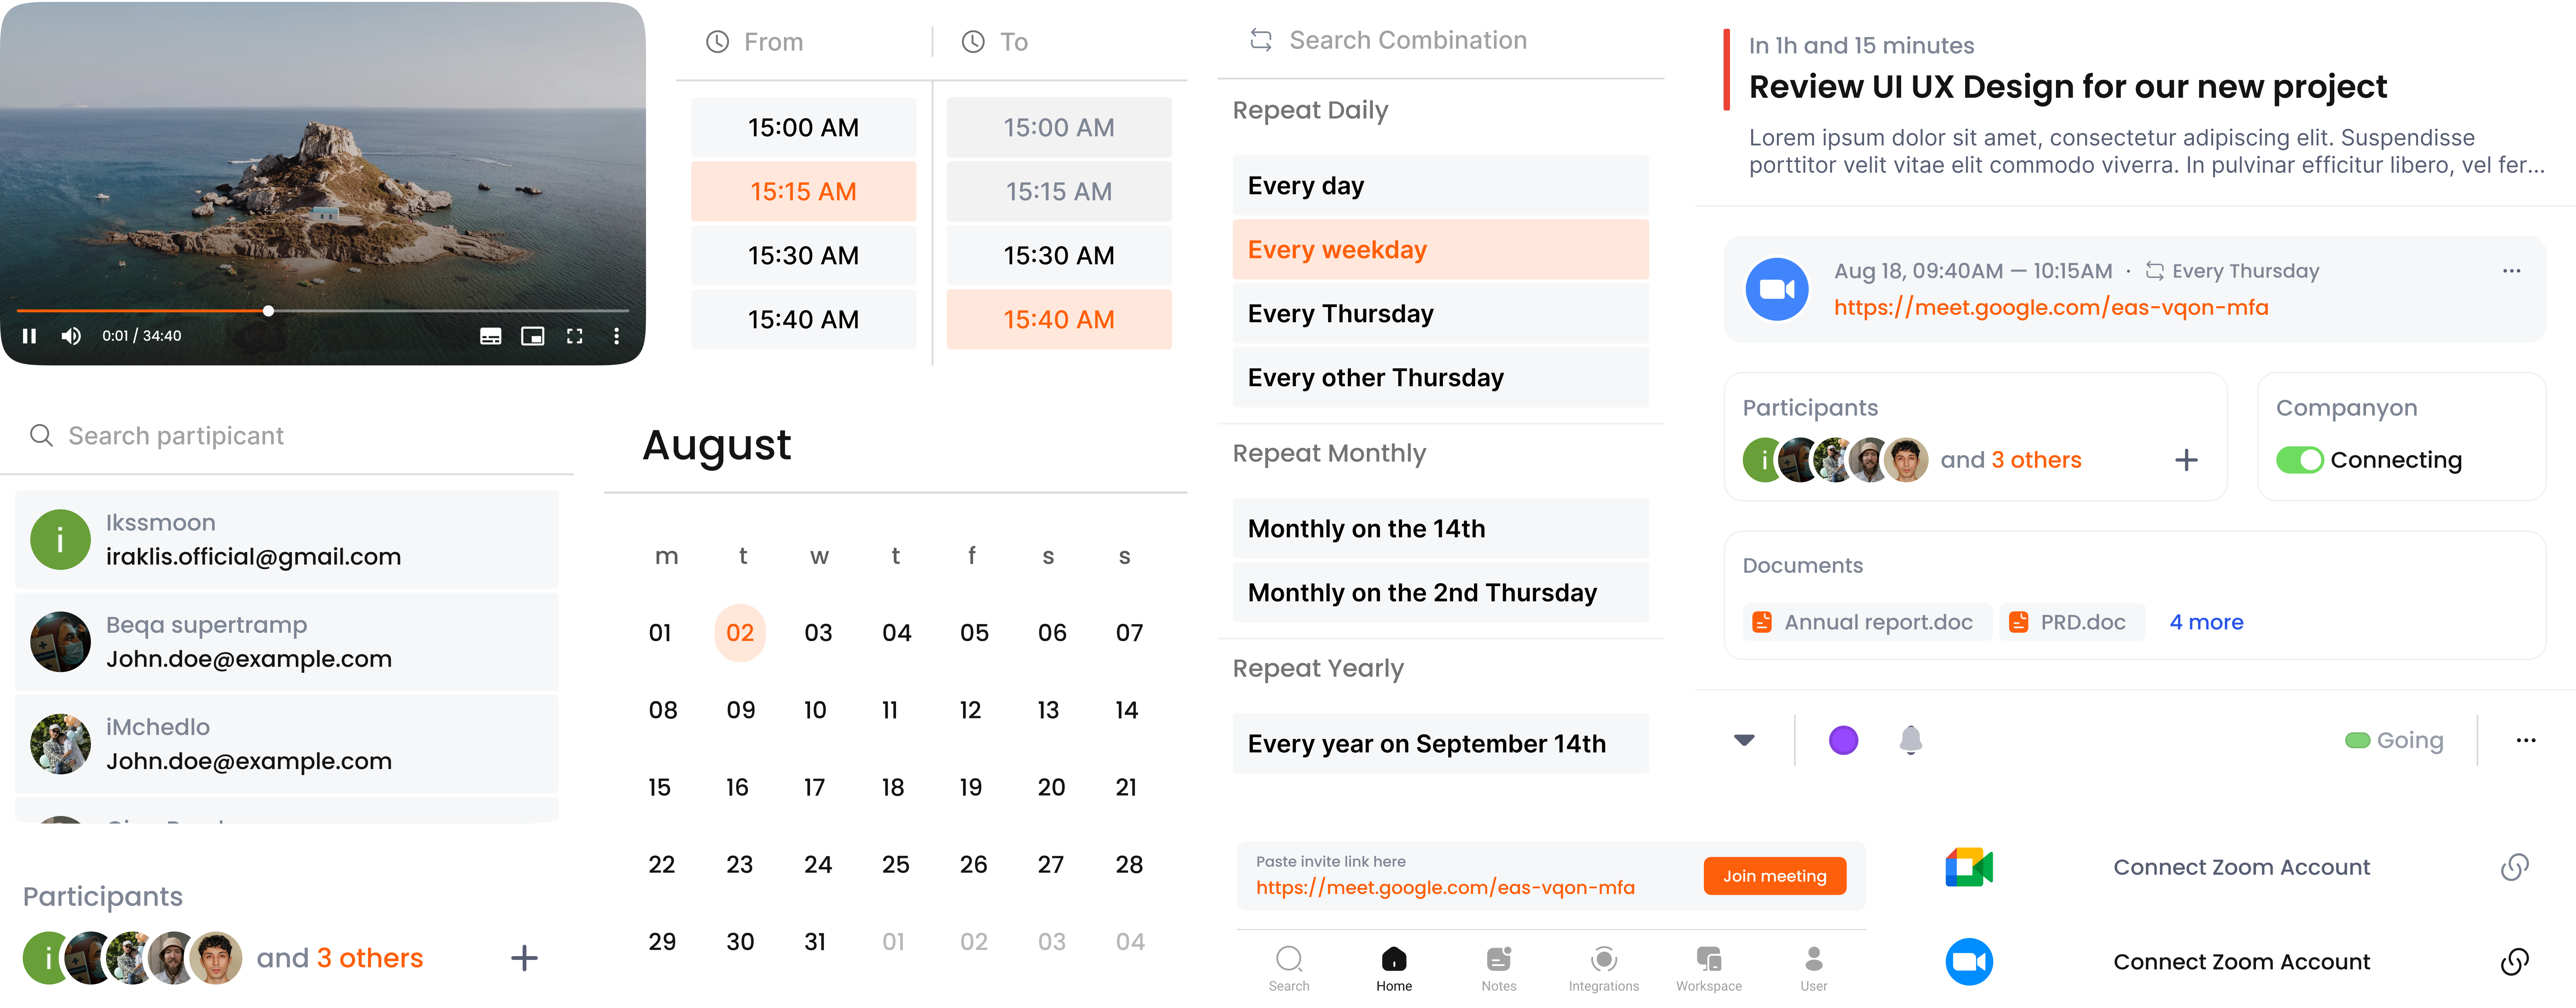 0:01 / 34:40
From
To
15:00 AM
15:00 AM
15:15 AM
15:15 AM
15:30 AM
15:30 AM
15:40 AM
15:40 AM
Search Combination
Repeat Daily
Every day
Every weekday
Every Thursday
Every other Thursday
Repeat Monthly
Monthly on the 14th
Monthly on the 2nd Thursday
Repeat Yearly
Every year on September 14th
In 1h and 15 minutes
Review UI UX Design for our new project
Lorem ipsum dolor sit amet, consectetur adipiscing elit. Suspendisse
porttitor velit vitae elit commodo viverra. In pulvinar efficitur libero, vel fer...
Aug 18, 09:40AM — 10:15AM · Every Thursday
https://meet.google.com/eas-vqon-mfa
Participants
i
and 3 others
Companyon
Connecting
Documents
Annual report.doc
PRD.doc
4 more
Going
Search partipicant
i
Ikssmoon
iraklis.official@gmail.com
Beqa supertramp
John.doe@example.com
iMchedlo
John.doe@example.com
Participants
i
and 3 others
August
m t w t f s s
01 02 03 04 05 06 07
08 09 10 11 12 13 14
15 16 17 18 19 20 21
22 23 24 25 26 27 28
29 30 31 01 02 03 04
Paste invite link here
https://meet.google.com/eas-vqon-mfa
Join meeting
Search
Home
Notes
Integrations
Workspace
User
Connect Zoom Account
Connect Zoom Account